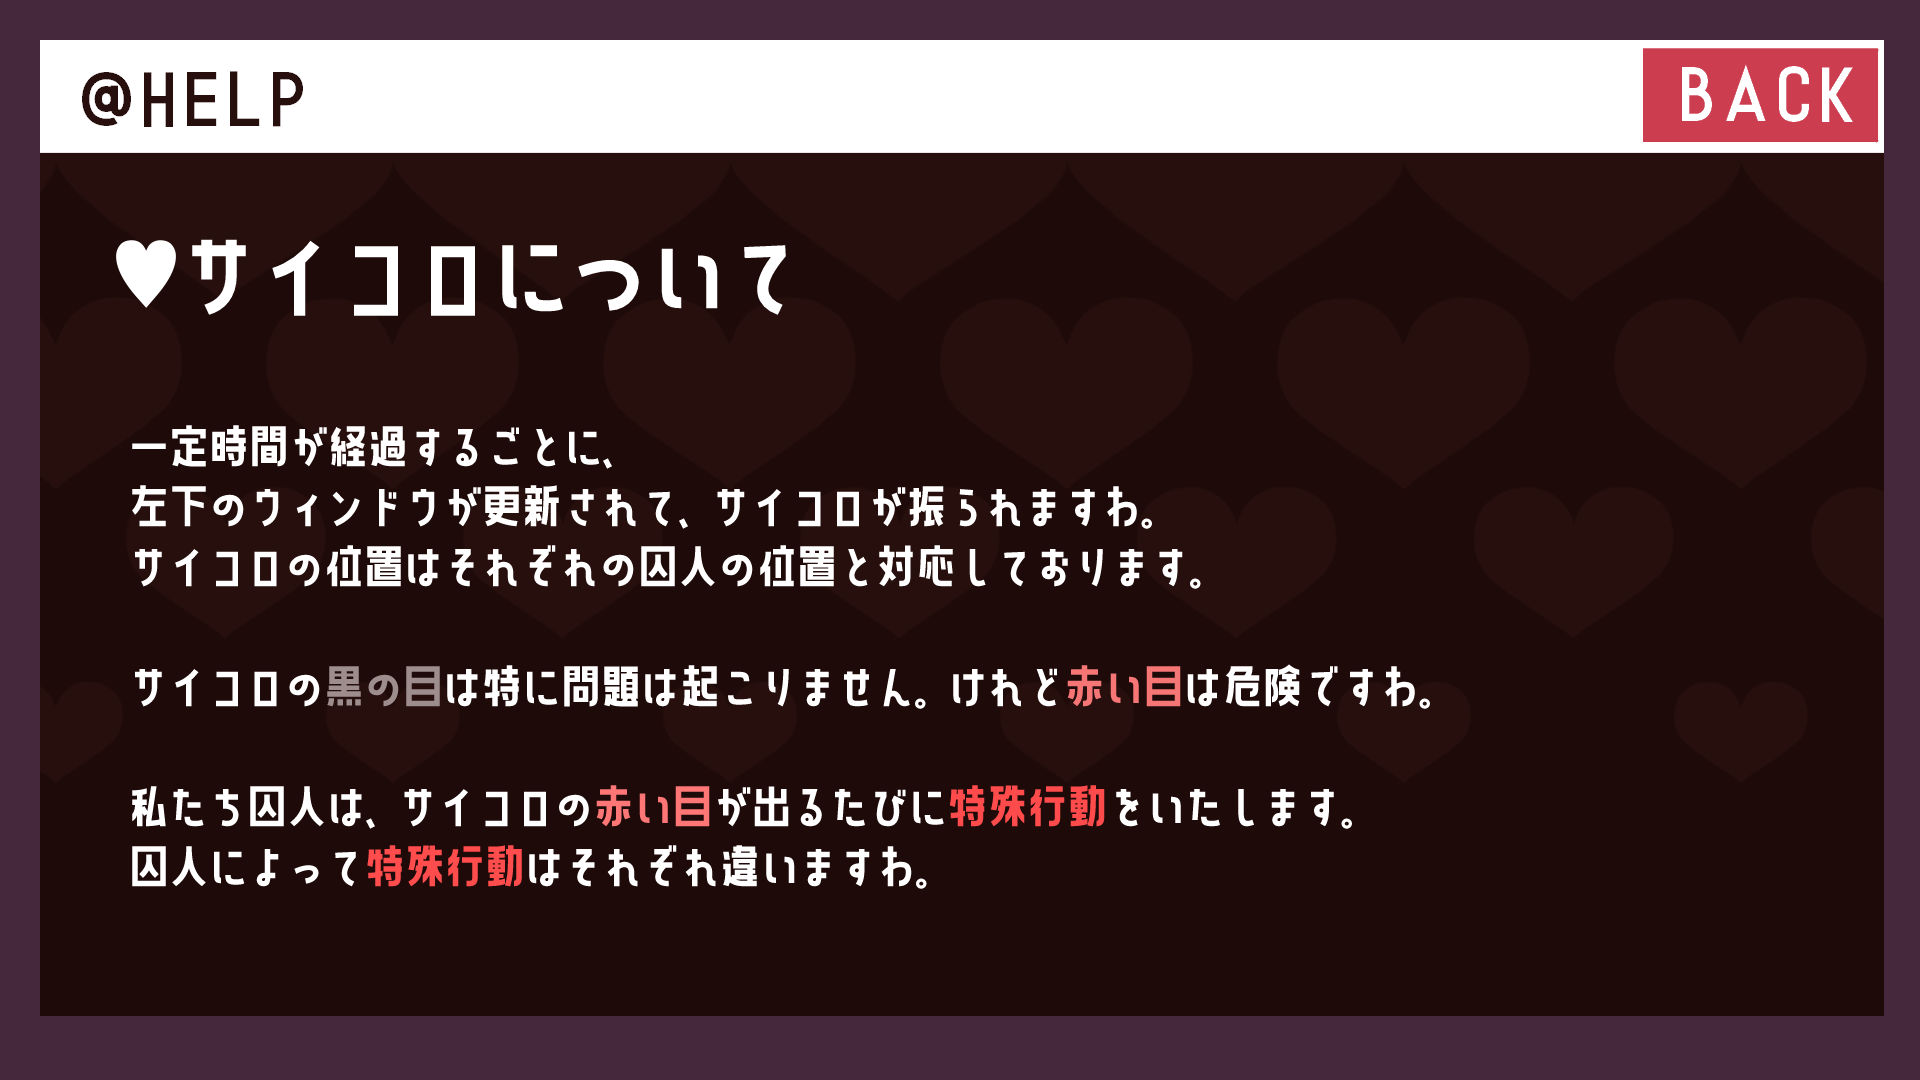 @HELP
BACK
♥サイコロについて
一定時間が経過するごとに、
左下のウィンドウが更新されて、サイコロが振られますわ。
サイコロの位置はそれぞれの囚人の位置と対応しております。
サイコロの黒の目は特に問題は起こりません。けれど赤い目は危険ですわ。
私たち囚人は、サイコロの赤い目が出るたびに特殊行動をいたします。
囚人によって特殊行動はそれぞれ違いますわ。